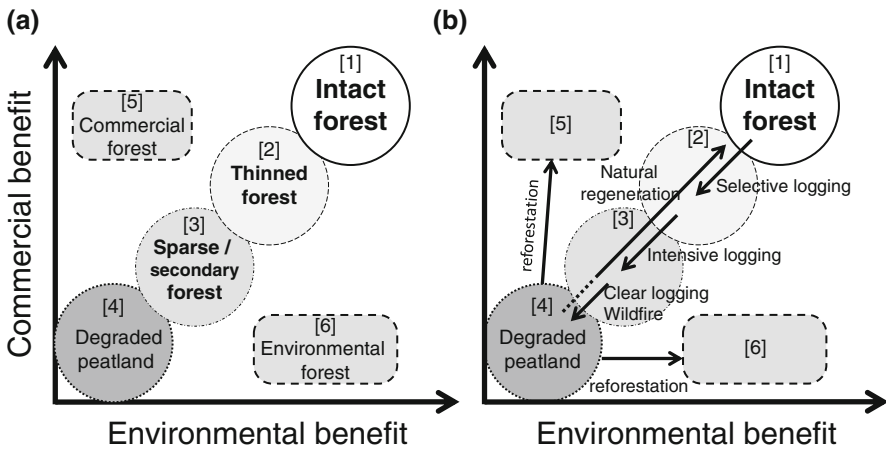 (a)
Commercial benefit
[1]
Intact
forest
[5]
Commercial
forest
[2]
Thinned
forest
[3]
Sparse /
secondary
forest
[4]
Degraded
peatland
[6]
Environmental
forest
Environmental benefit
(b)
[1]
Intact
forest
[5]
[2]
Natural
regeneration
Selective logging
reforestation
[3]
Intensive logging
[4]
Clear logging
Wildfire
Degraded
peatland
[6]
reforestation
Environmental benefit